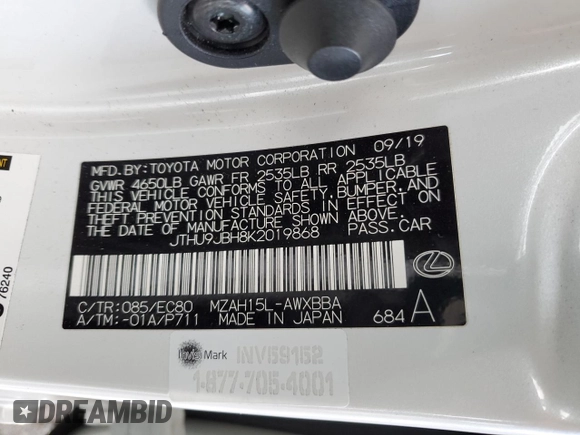 MFD. BY: TOYOTA MOTOR CORPORATION 09/19
GVWR 4650LB GAWR FR 2535LB RR 2535LB
THIS VEHICLE CONFORMS TO ALL APPLICABLE
FEDERAL MOTOR VEHICLE SAFETY, BUMPER, AND
THEFT PREVENTION STANDARDS IN EFFECT ON
THE DATE OF MANUFACTURE SHOWN ABOVE.
JTHU9JBH8K2019868 PASS. CAR
C/TR: 085/EC80 MZAH15L-AWXBBA
A/TM: -01A/P711 MADE IN JAPAN 684 A
76240
Mark INV59152
1-877-705-4001
DREAMBID